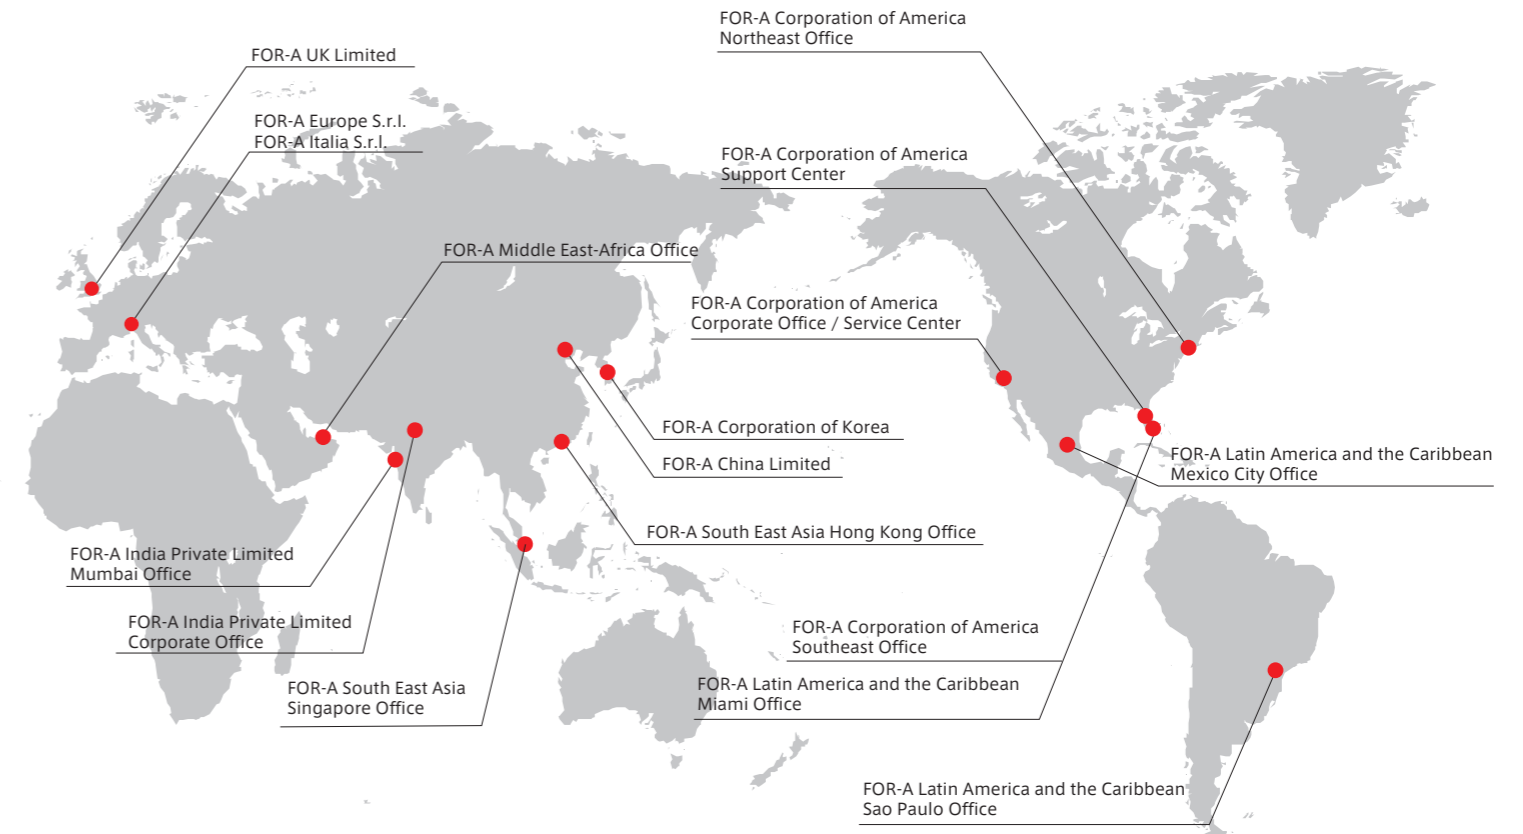 FOR-A Corporation of America
Northeast Office
FOR-A UK Limited
FOR-A Europe S.r.l.
FOR-A Italia S.r.l.
FOR-A Corporation of America
Support Center
FOR-A Middle East-Africa Office
FOR-A Corporation of America
Corporate Office / Service Center
FOR-A Corporation of Korea
FOR-A China Limited
FOR-A Latin America and the Caribbean
Mexico City Office
FOR-A South East Asia Hong Kong Office
FOR-A India Private Limited
Mumbai Office
FOR-A India Private Limited
Corporate Office
FOR-A Corporation of America
Southeast Office
FOR-A South East Asia
Singapore Office
FOR-A Latin America and the Caribbean
Miami Office
FOR-A Latin America and the Caribbean
Sao Paulo Office